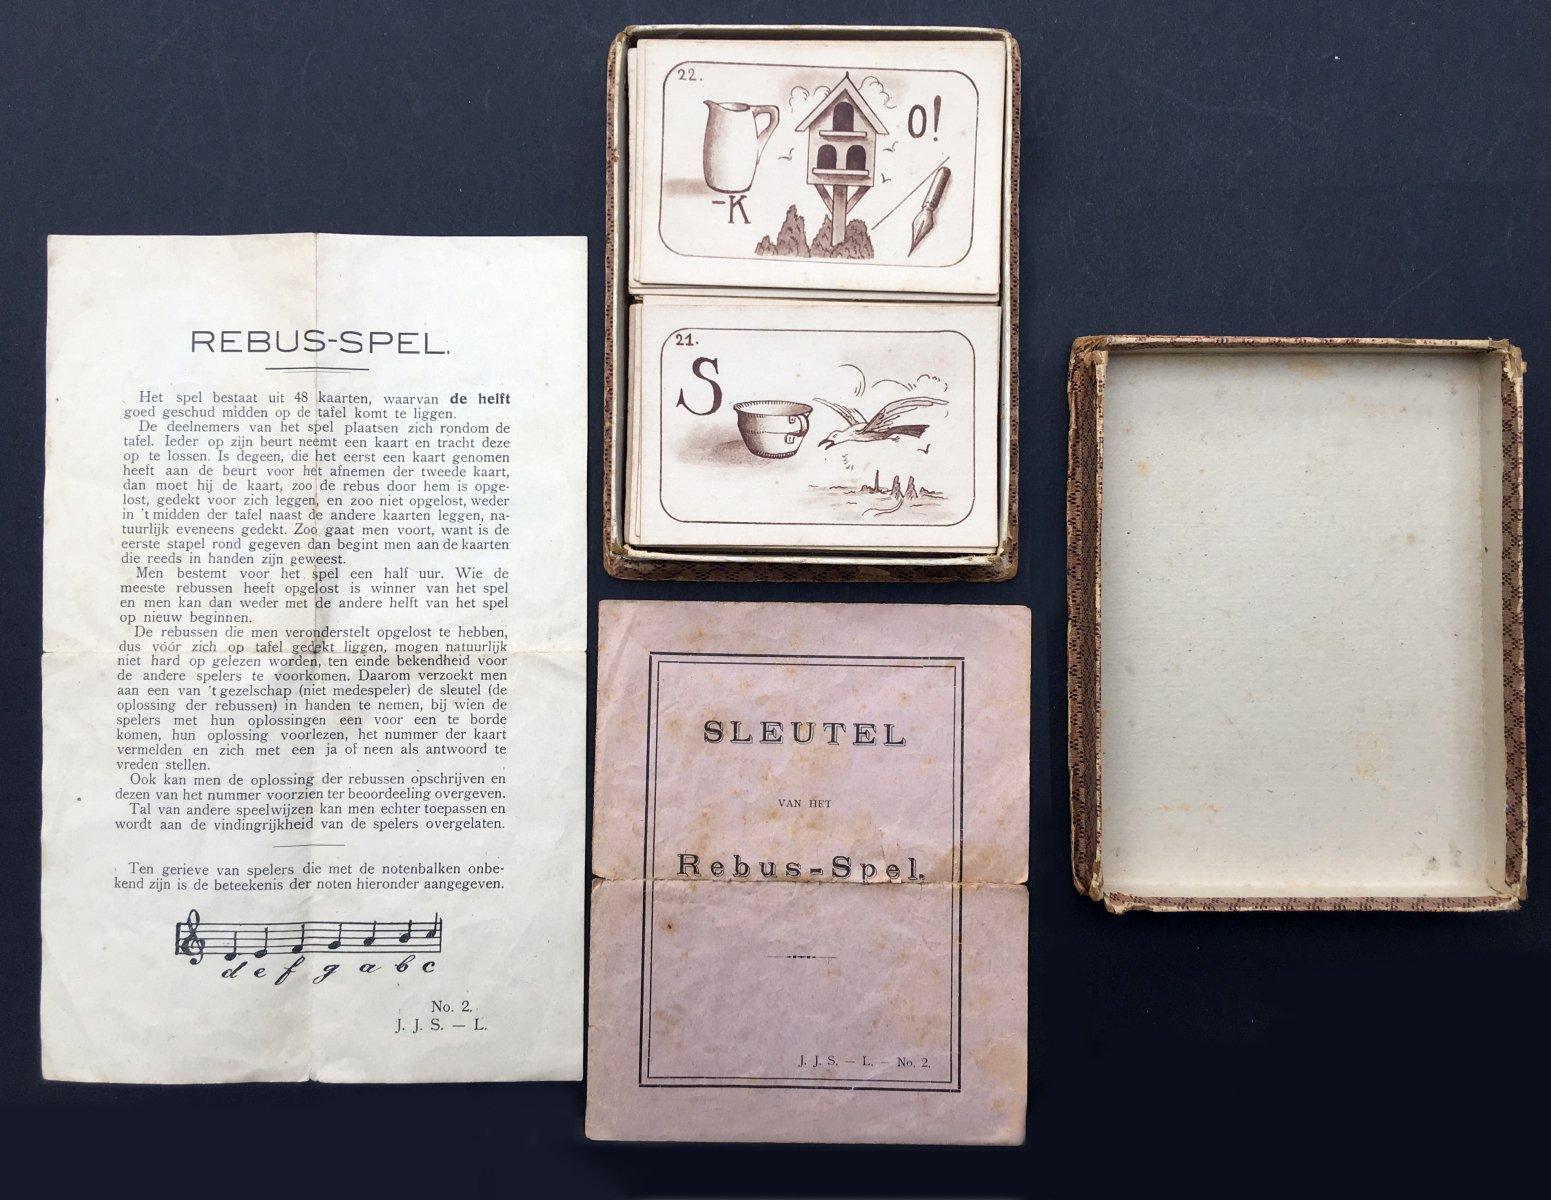 REBUS-SPEL.
Het spel bestaat uit 48 kaarten, waarvan de helft
goed geschud midden op de tafel komt te liggen.
De deelnemers van het spel plaatsen zich rondom de
tafel. Ieder op zijn beurt neemt een kaart en tracht deze
op te lossen. Is degeen, die het eerst een kaart genomen
heeft aan de beurt voor het afnemen der tweede kaart,
dan moet hij de kaart, zoo de rebus door hem is opge-
lost, gedekt voor zich leggen, en zoo niet opgelost, weder
in 't midden der tafel naast de andere kaarten leggen, na-
tuurlijk eveneens gedekt. Zoo gaat men voort, want is de
eerste stapel rond gegeven dan begint men aan de kaarten
die reeds in handen zijn geweest.
Men bestemt voor het spel een half uur. Wie de
meeste rebussen heeft opgelost is winner van het spel
en men kan dan weder met de andere helft van het spel
op nieuw beginnen.
De rebussen die men veronderstelt opgelost te hebben,
dus vóór zich op tafel gedekt liggen, mogen natuurlijk
niet hard op gelezen worden, ten einde bekendheid voor
de andere spelers te voorkomen. Daarom verzoekt men
aan een van 't gezelschap (niet medespeler) de sleutel (de
oplossing der rebussen) in handen te nemen, bij wien de
spelers met hun oplossingen een voor een te borde
komen, hun oplossing voorlezen, het nummer der kaart
vermelden en zich met een ja of neen als antwoord te
vreden stellen.
Ook kan men de oplossing der rebussen opschrijven en
dezen van het nummer voorzien ter beoordeeling overgeven.
Tal van andere speelwijzen kan men echter toepassen en
wordt aan de vindingrijkheid van de spelers overgelaten.
Ten gerieve van spelers die met de notenbalken onbe-
kend zijn is de beteekenis der noten hieronder aangegeven.
d e f g a b c
No. 2.
J. J. S. — L.
22.
O!
-K
21.
S
SLEUTEL
VAN HET
Rebus-Spel.
J. J. S. — L. — No. 2.